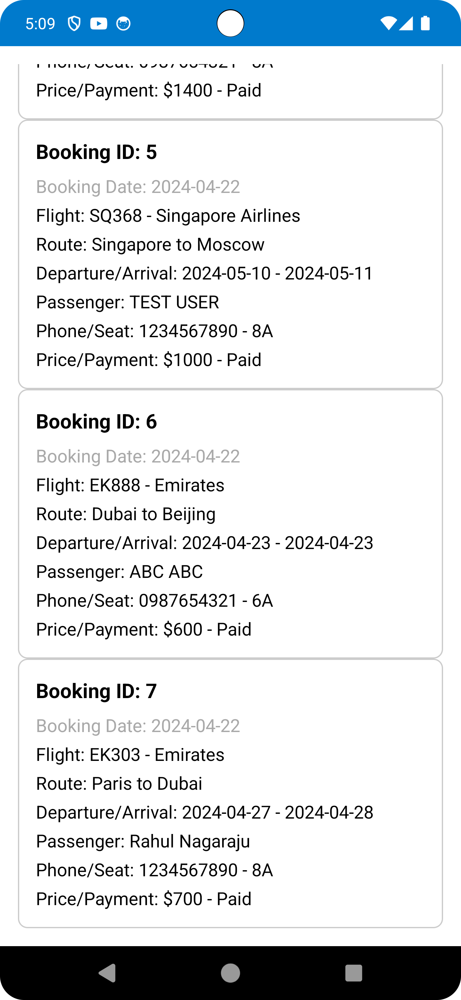 5:09
Price/Payment: $1400 - Paid
Booking ID: 5
Booking Date: 2024-04-22
Flight: SQ368 - Singapore Airlines
Route: Singapore to Moscow
Departure/Arrival: 2024-05-10 - 2024-05-11
Passenger: TEST USER
Phone/Seat: 1234567890 - 8A
Price/Payment: $1000 - Paid
Booking ID: 6
Booking Date: 2024-04-22
Flight: EK888 - Emirates
Route: Dubai to Beijing
Departure/Arrival: 2024-04-23 - 2024-04-23
Passenger: ABC ABC
Phone/Seat: 0987654321 - 6A
Price/Payment: $600 - Paid
Booking ID: 7
Booking Date: 2024-04-22
Flight: EK303 - Emirates
Route: Paris to Dubai
Departure/Arrival: 2024-04-27 - 2024-04-28
Passenger: Rahul Nagaraju
Phone/Seat: 1234567890 - 8A
Price/Payment: $700 - Paid